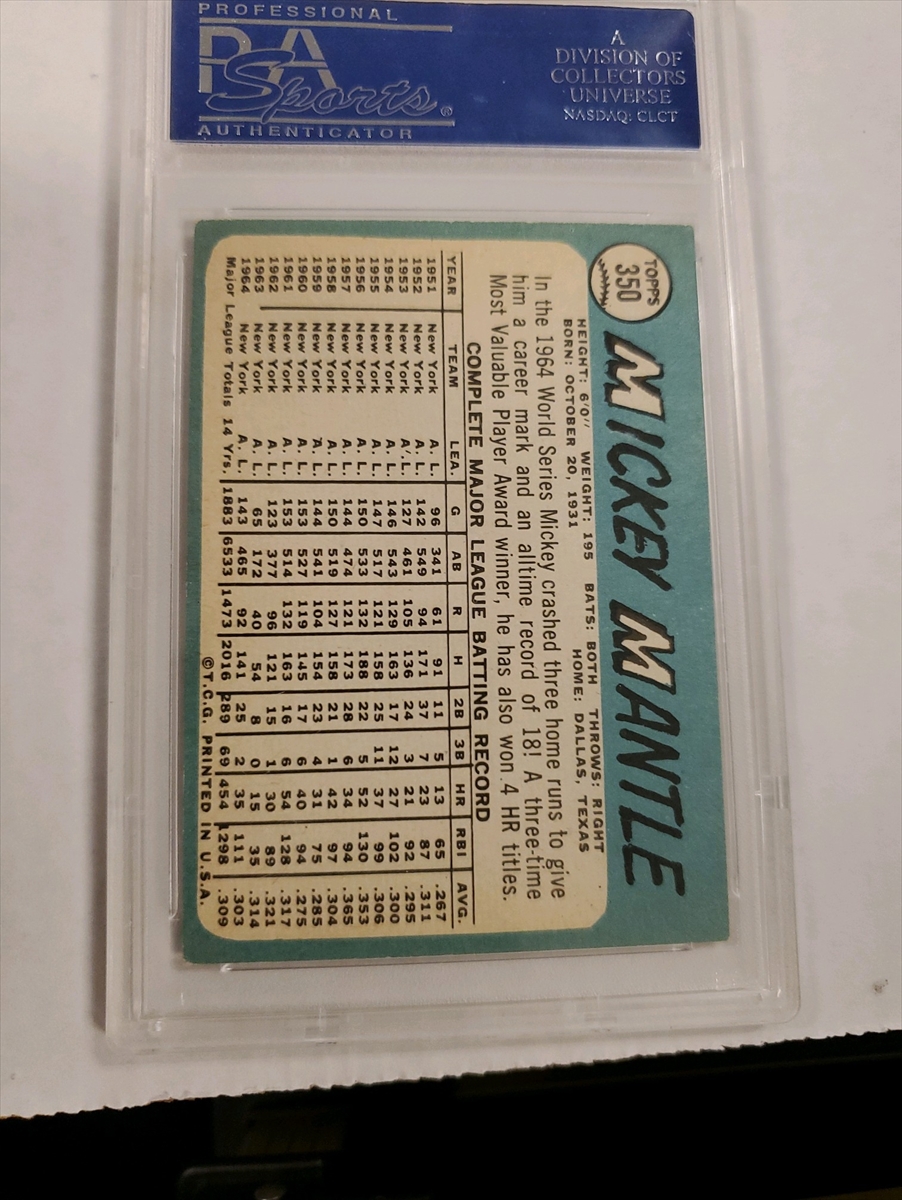 PROFESSIONAL
PSA
Sports®
AUTHENTICATOR
A
DIVISION OF
COLLECTORS
UNIVERSE
NASDAQ: CLCT
TOPPS
350
MICKEY MANTLE
HEIGHT: 6'0" WEIGHT: 195 BATS: BOTH THROWS: RIGHT
BORN: OCTOBER 20, 1931 HOME: DALLAS, TEXAS
In the 1964 World Series Mickey crashed three home runs to give
him a career mark and an alltime record of 18! A three-time
Most Valuable Player Award winner, he has also won 4 HR titles.
COMPLETE MAJOR LEAGUE BATTING RECORD
YEAR TEAM LEA. G AB R H 2B 3B HR RBI AVG.
1951 New York A. L. 96 341 61 91 11 5 13 65 .267
1952 New York A. L. 142 549 94 171 37 7 23 87 .311
1953 New York A. L. 127 461 105 136 24 3 21 92 .295
1954 New York A. L. 146 543 129 163 17 12 27 102 .300
1955 New York A. L. 147 517 121 158 25 11 37 99 .306
1956 New York A. L. 150 533 132 188 22 5 52 130 .353
1957 New York A. L. 144 474 121 173 28 6 34 94 .365
1958 New York A. L. 150 519 127 158 21 1 42 97 .304
1959 New York A. L. 144 541 104 154 23 4 31 75 .285
1960 New York A. L. 153 527 119 145 17 6 40 94 .275
1961 New York A. L. 153 514 132 163 16 6 54 128 .317
1962 New York A. L. 123 377 96 121 15 1 30 89 .321
1963 New York A. L. 65 172 40 54 8 0 15 35 .314
1964 New York A. L. 143 465 92 141 25 2 35 111 .303
Major League Totals 14 Yrs. 1883 6533 1473 2016 289 69 454 1298 .309
©T.C.G. PRINTED IN U.S.A.